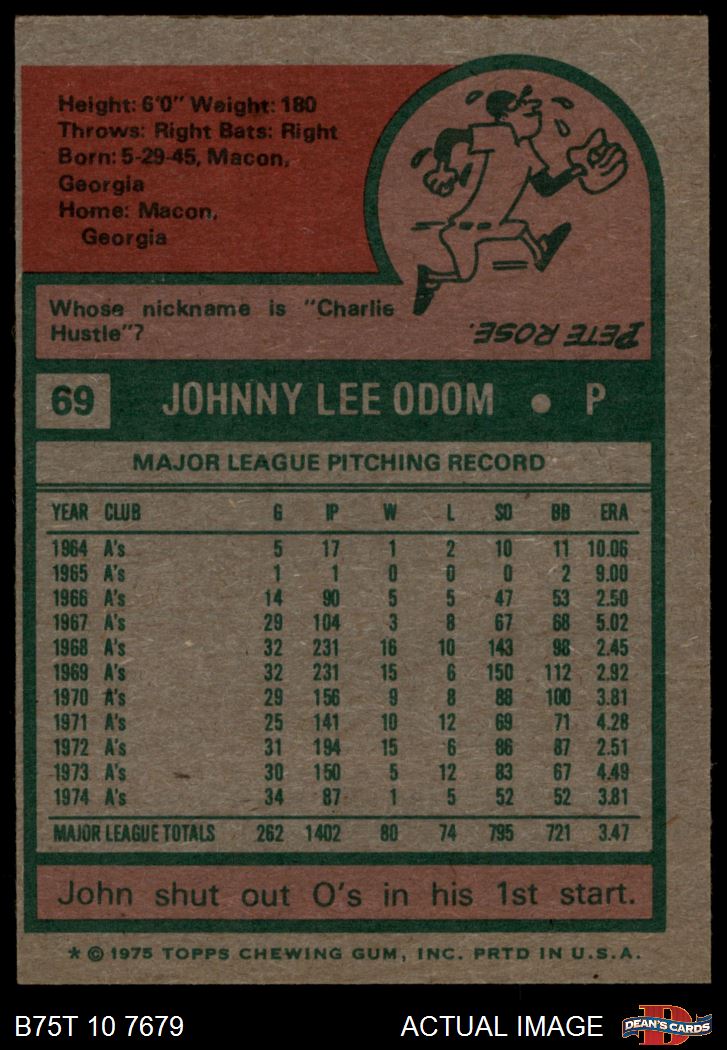 Height: 6'0" Weight: 180
Throws: Right Bats: Right
Born: 5-29-45, Macon,
Georgia
Home: Macon,
Georgia
Whose nickname is "Charlie
Hustle"?
PETE ROSE.
69 JOHNNY LEE ODOM • P
MAJOR LEAGUE PITCHING RECORD
YEAR CLUB G IP W L SO BB ERA
1964 A's 5 17 1 2 10 11 10.06
1965 A's 1 1 0 0 0 2 9.00
1966 A's 14 90 5 5 47 53 2.50
1967 A's 29 104 3 8 67 68 5.02
1968 A's 32 231 16 10 143 98 2.45
1969 A's 32 231 15 6 150 112 2.92
1970 A's 29 156 9 8 88 100 3.81
1971 A's 25 141 10 12 69 71 4.28
1972 A's 31 194 15 6 86 87 2.51
1973 A's 30 150 5 12 83 67 4.49
1974 A's 34 87 1 5 52 52 3.81
MAJOR LEAGUE TOTALS 262 1402 80 74 795 721 3.47
John shut out O's in his 1st start.
* © 1975 TOPPS CHEWING GUM, INC. PRTD IN U.S.A.
B75T 10 7679 ACTUAL IMAGE
D
DEAN'S CARDS